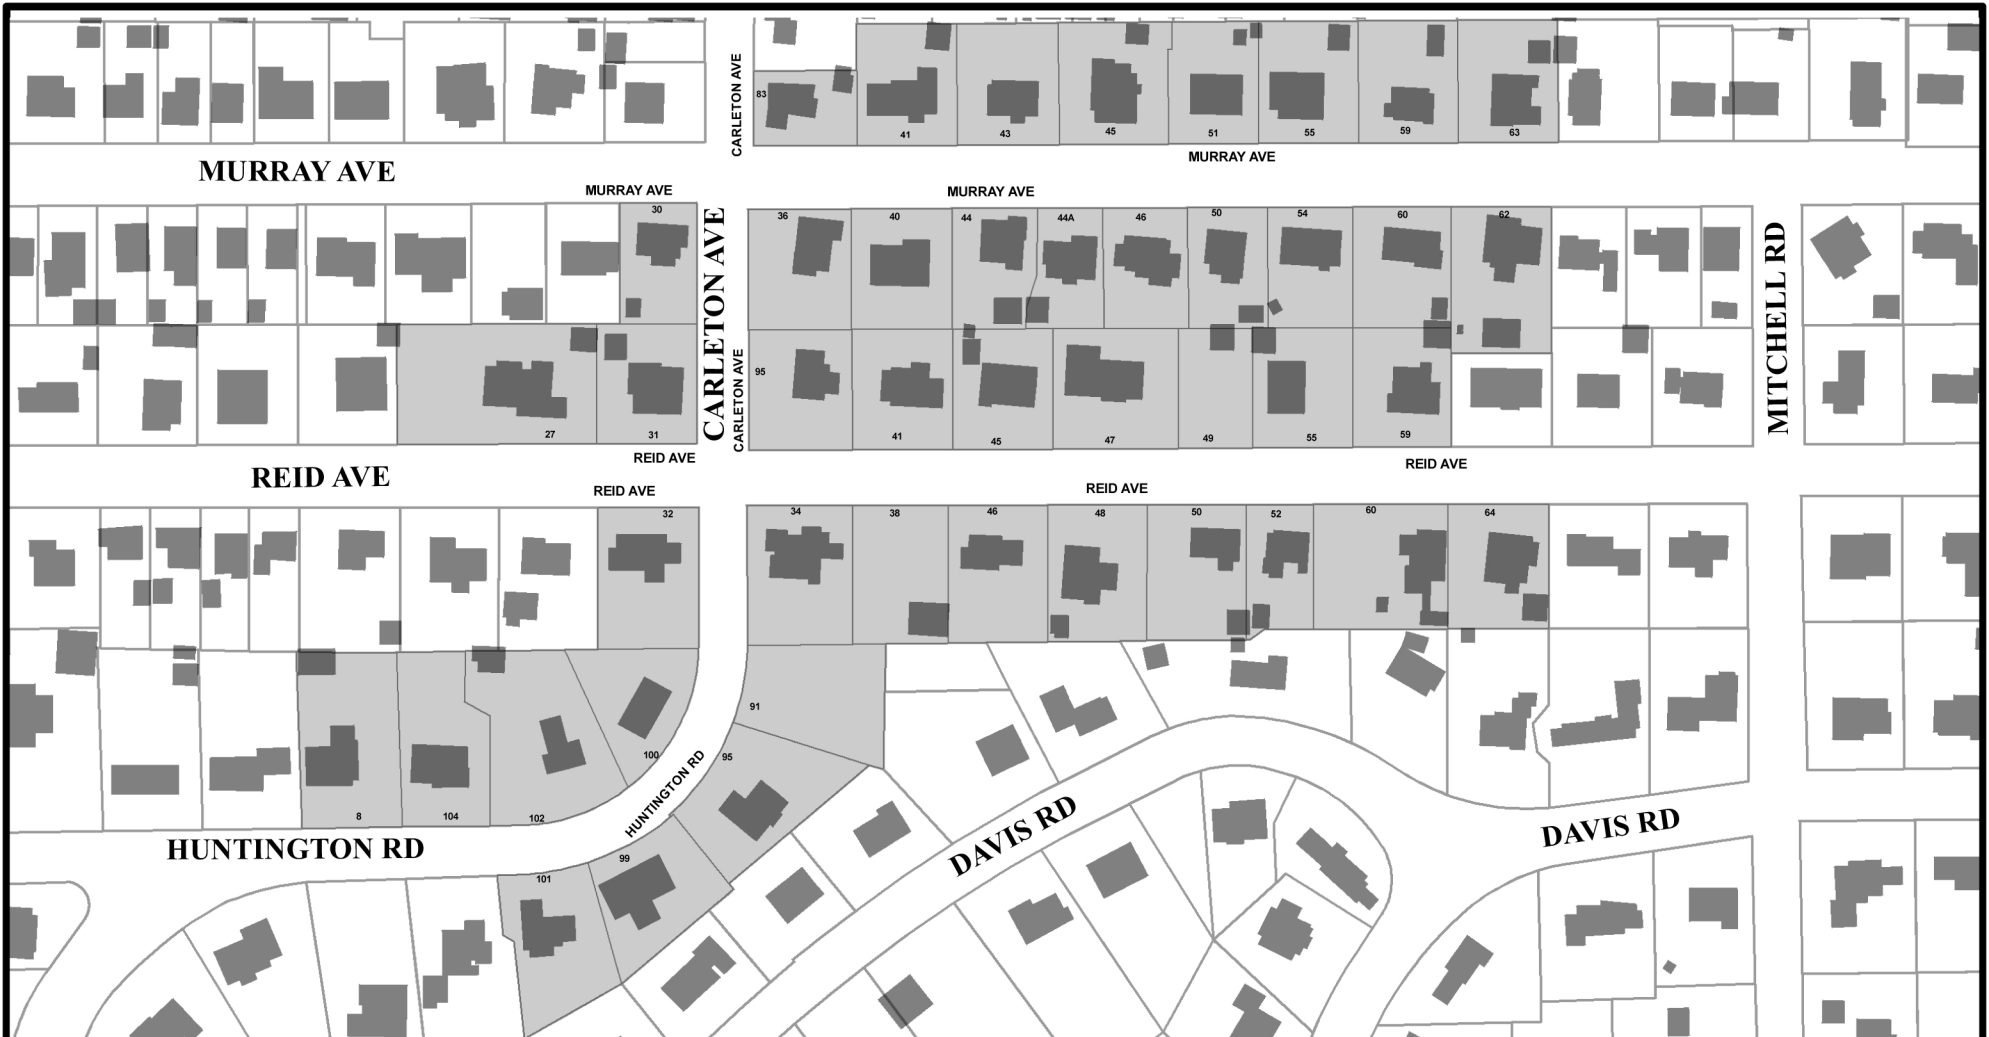 CARLETON AVE
83
41
43
45
51
55
59
63
MURRAY AVE
MURRAY AVE
MURRAY AVE
MURRAY AVE
30
36
40
44
44A
46
50
54
60
62
CARLETON AVE
MITCHELL RD
CARLETON AVE
95
27
31
41
45
47
49
55
59
REID AVE
REID AVE
REID AVE
REID AVE
REID AVE
32
34
38
46
48
50
52
60
64
91
95
100
HUNTINGTON RD
8
104
102
HUNTINGTON RD
DAVIS RD
DAVIS RD
99
101